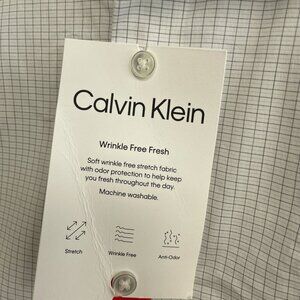 Calvin Klein
Wrinkle Free Fresh
Soft wrinkle free stretch fabric
with odor protection to help keep
you fresh throughout the day.
Machine washable.
Stretch
Wrinkle Free
Anti-Odor